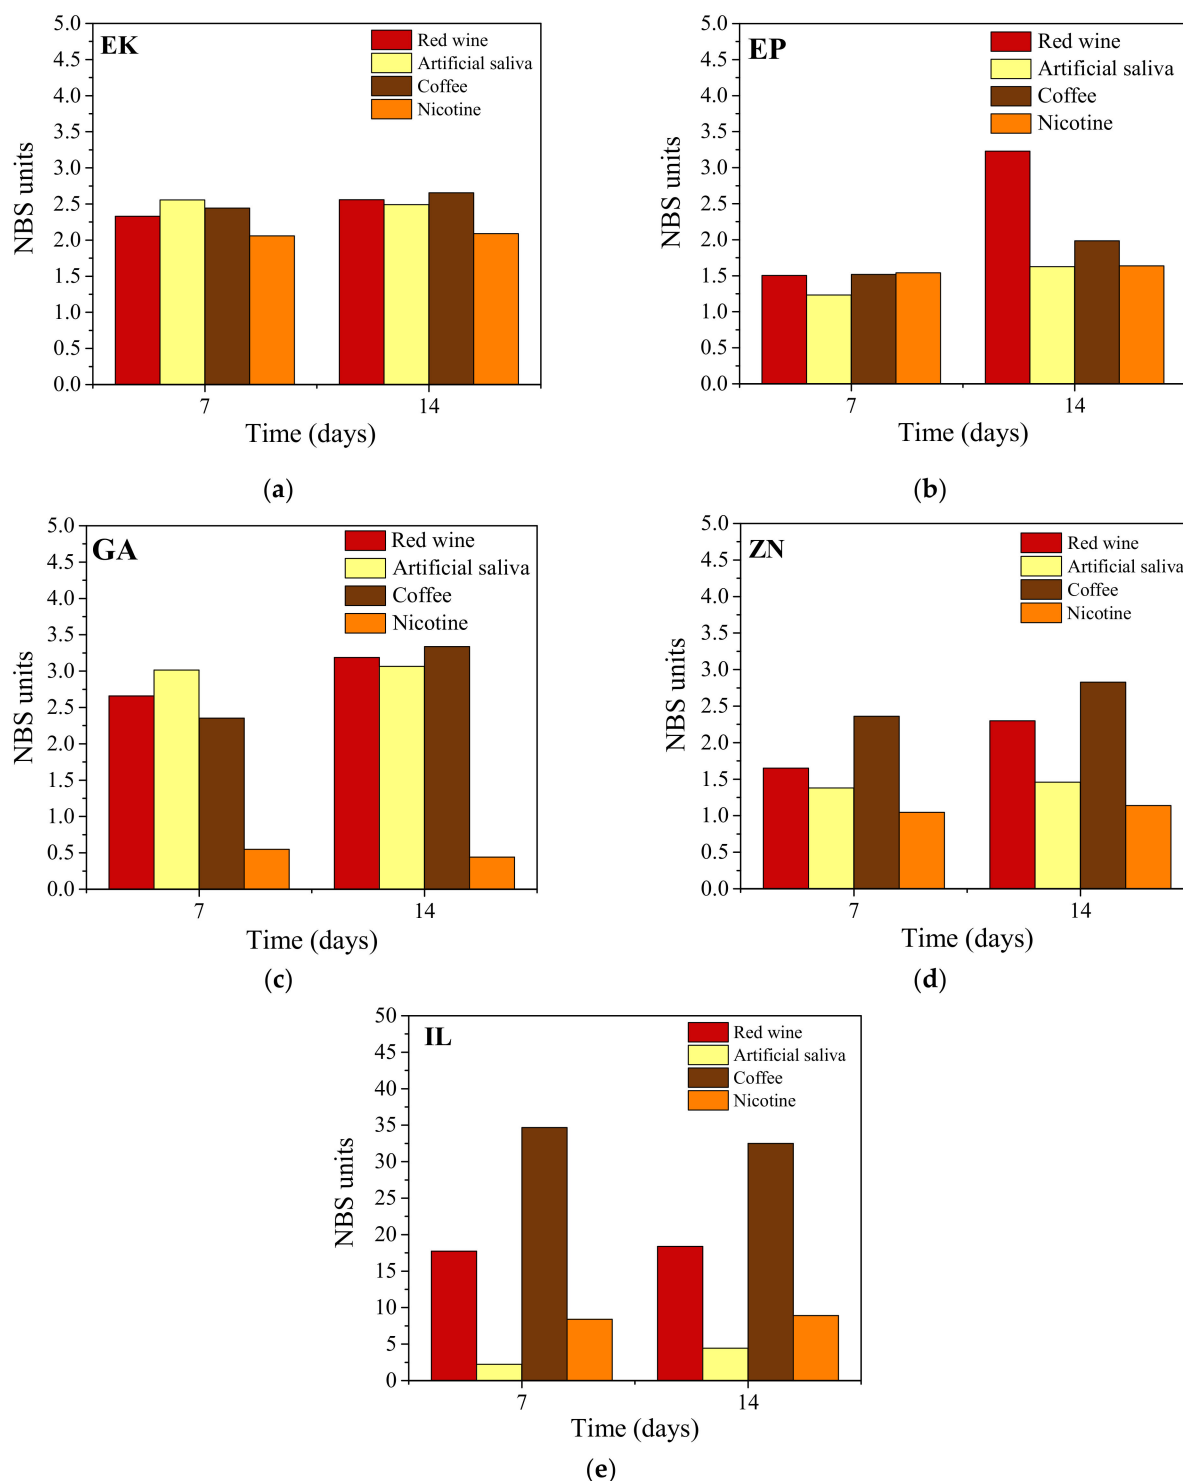 EK
Red wine
Artificial saliva
Coffee
Nicotine
5.0
4.5
4.0
3.5
3.0
2.5
2.0
1.5
1.0
0.5
0.0
NBS units
7
14
Time (days)
(a)
EP
Red wine
Artificial saliva
Coffee
Nicotine
5.0
4.5
4.0
3.5
3.0
2.5
2.0
1.5
1.0
0.5
0.0
NBS units
7
14
Time (days)
(b)
GA
Red wine
Artificial saliva
Coffee
Nicotine
5.0
4.5
4.0
3.5
3.0
2.5
2.0
1.5
1.0
0.5
0.0
NBS units
7
14
Time (days)
(c)
ZN
Red wine
Artificial saliva
Coffee
Nicotine
5.0
4.5
4.0
3.5
3.0
2.5
2.0
1.5
1.0
0.5
0.0
NBS units
7
14
Time (days)
(d)
IL
Red wine
Artificial saliva
Coffee
Nicotine
50
45
40
35
30
25
20
15
10
5
0
NBS units
7
14
Time (days)
(e)